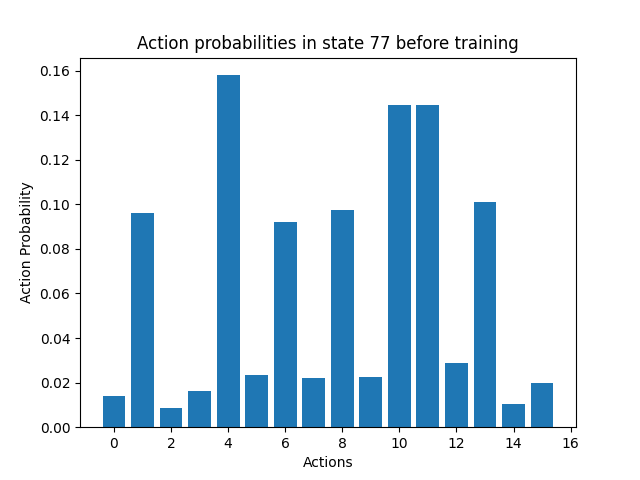 Action probabilities in state 77 before training
0.16
0.14
0.12
0.10
0.08
0.06
0.04
0.02
0.00
Action Probability
0 2 4 6 8 10 12 14 16
Actions